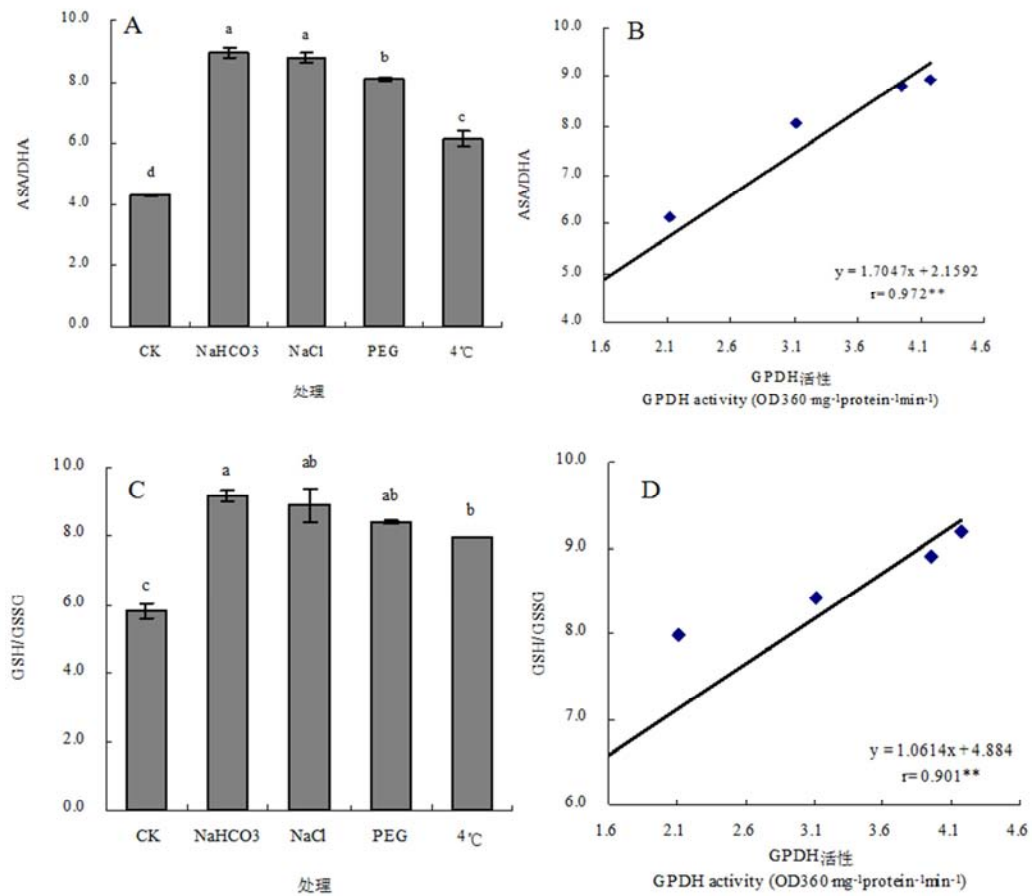 A
10.0
8.0
6.0
4.0
2.0
0.0
ASA/DHA
d
a
a
b
c
CK NaHCO3 NaCl PEG 4℃
处理
B
10.0
9.0
8.0
7.0
6.0
5.0
4.0
ASA/DHA
y = 1.7047x + 2.1592
r= 0.972**
1.6 2.1 2.6 3.1 3.6 4.1 4.6
GPDH活性
GPDH activity (OD360·mg⁻¹protein⁻¹min⁻¹)
C
10.0
8.0
6.0
4.0
2.0
0.0
GSH/GSSG
c
a
ab
ab
b
CK NaHCO3 NaCl PEG 4℃
处理
D
10.0
9.0
8.0
7.0
6.0
GSH/GSSG
y = 1.0614x + 4.884
r= 0.901**
1.6 2.1 2.6 3.1 3.6 4.1 4.6
GPDH活性
GPDH activity (OD360·mg⁻¹protein⁻¹min⁻¹)